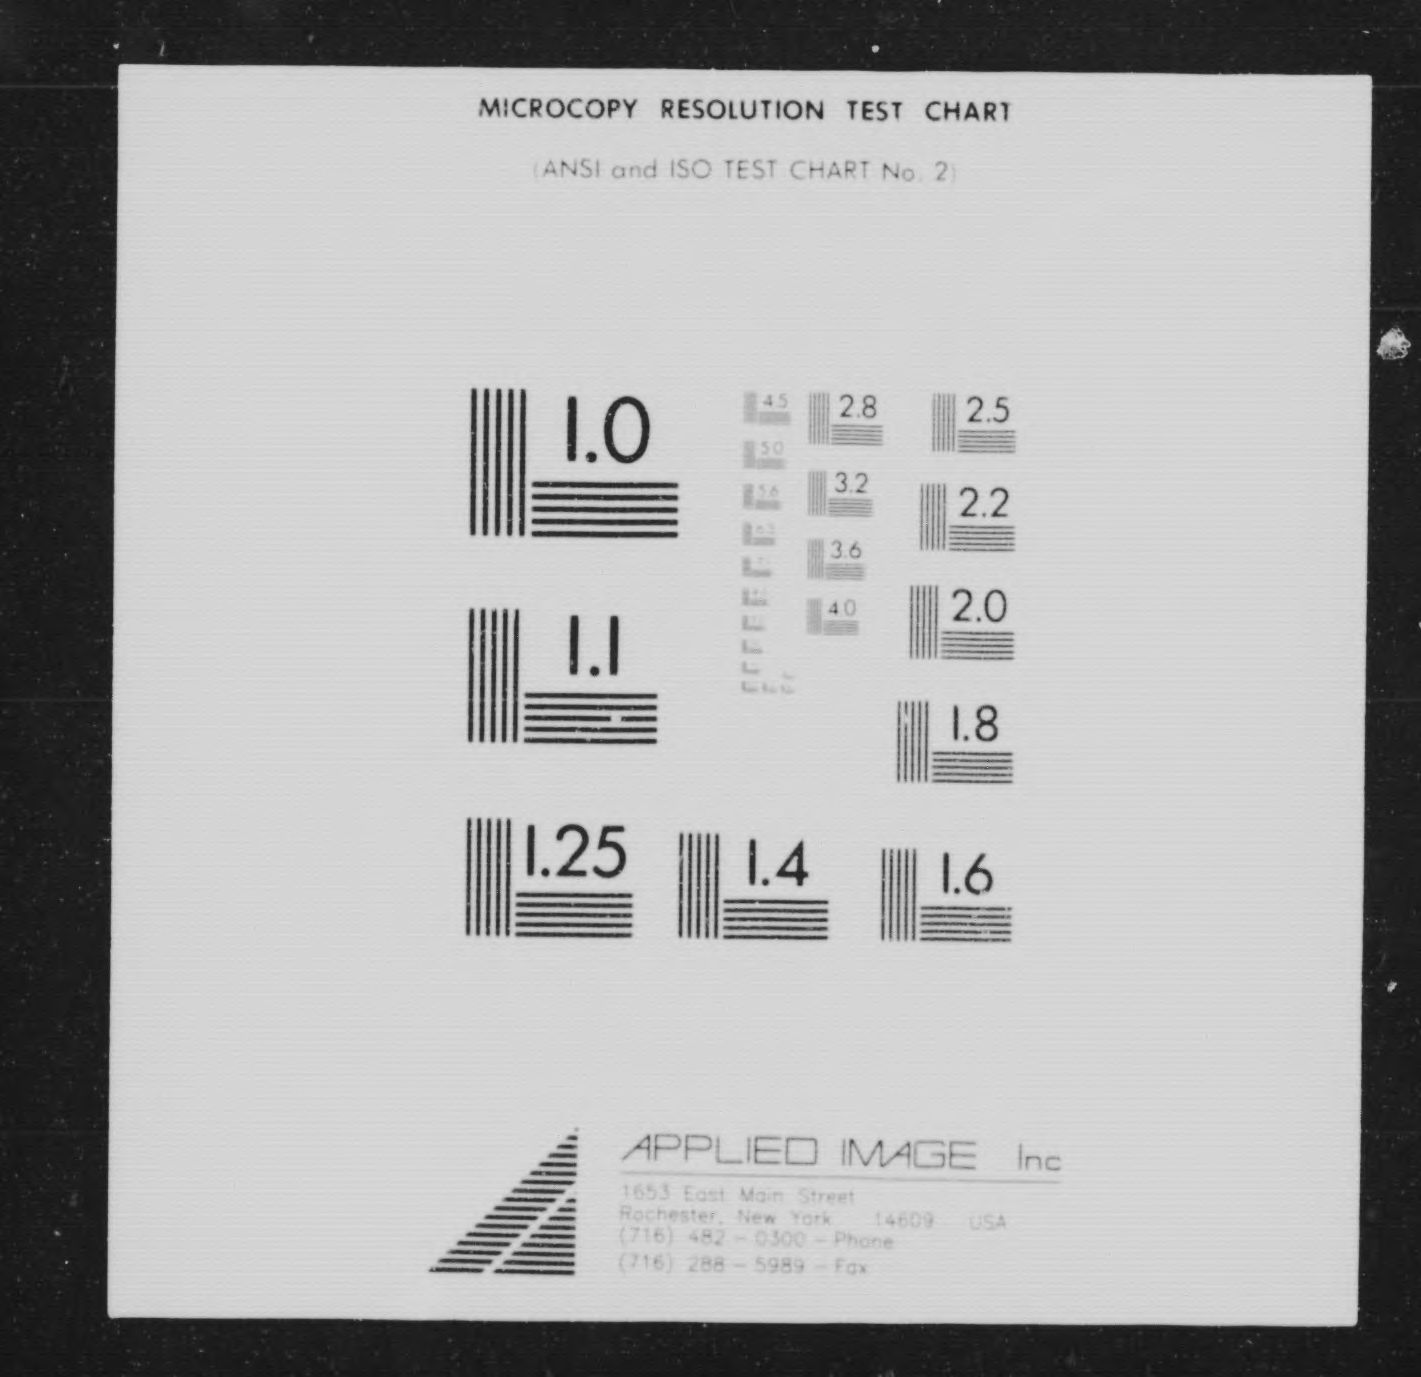 MICROCOPY RESOLUTION TEST CHART
(ANSI and ISO TEST CHART No. 2)
1.0
1.1
1.25
1.4
1.6
1.8
2.0
2.2
2.5
2.8
3.2
3.6
4.0
4.5
5.0
5.6
6.3
APPLIED IMAGE Inc
1653 East Main Street
Rochester, New York 14609 USA
(716) 482 - 0300 - Phone
(716) 288 - 5989 - Fax